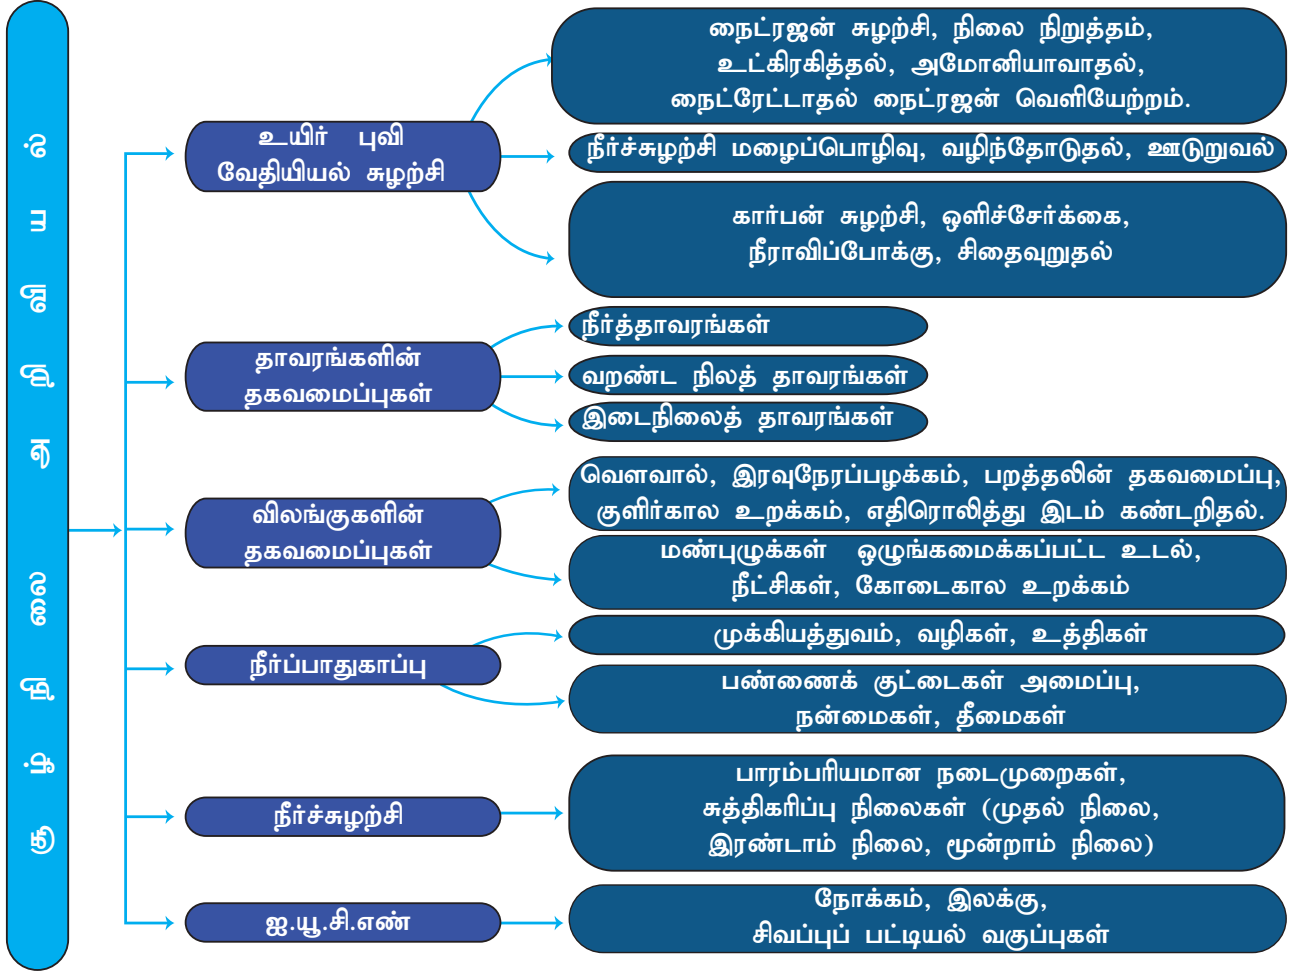 சூழ்நிலை அறிவியல்
உயிர் புவி
வேதியியல் சுழற்சி
நைட்ரஜன் சுழற்சி, நிலை நிறுத்தம்,
உட்கிரகித்தல், அமோனியாவாதல்,
நைட்ரேட்டாதல் நைட்ரஜன் வெளியேற்றம்.
நீர்ச்சுழற்சி மழைப்பொழிவு, வழிந்தோடுதல், ஊடுறுவல்
கார்பன் சுழற்சி, ஒளிச்சேர்க்கை,
நீராவிப்போக்கு, சிதைவுறுதல்
தாவரங்களின்
தகவமைப்புகள்
நீர்த்தாவரங்கள்
வறண்ட நிலத் தாவரங்கள்
இடைநிலைத் தாவரங்கள்
விலங்குகளின்
தகவமைப்புகள்
வௌவால், இரவுநேரப்பழக்கம், பறத்தலின் தகவமைப்பு,
குளிர்கால உறக்கம், எதிரொலித்து இடம் கண்டறிதல்.
மண்புழுக்கள் ஒழுங்கமைக்கப்பட்ட உடல்,
நீட்சிகள், கோடைகால உறக்கம்
நீர்ப்பாதுகாப்பு
முக்கியத்துவம், வழிகள், உத்திகள்
பண்ணைக் குட்டைகள் அமைப்பு,
நன்மைகள், தீமைகள்
நீர்ச்சுழற்சி
பாரம்பரியமான நடைமுறைகள்,
சுத்திகரிப்பு நிலைகள் (முதல் நிலை,
இரண்டாம் நிலை, மூன்றாம் நிலை)
ஐ.யூ.சி.எண்
நோக்கம், இலக்கு,
சிவப்புப் பட்டியல் வகுப்புகள்